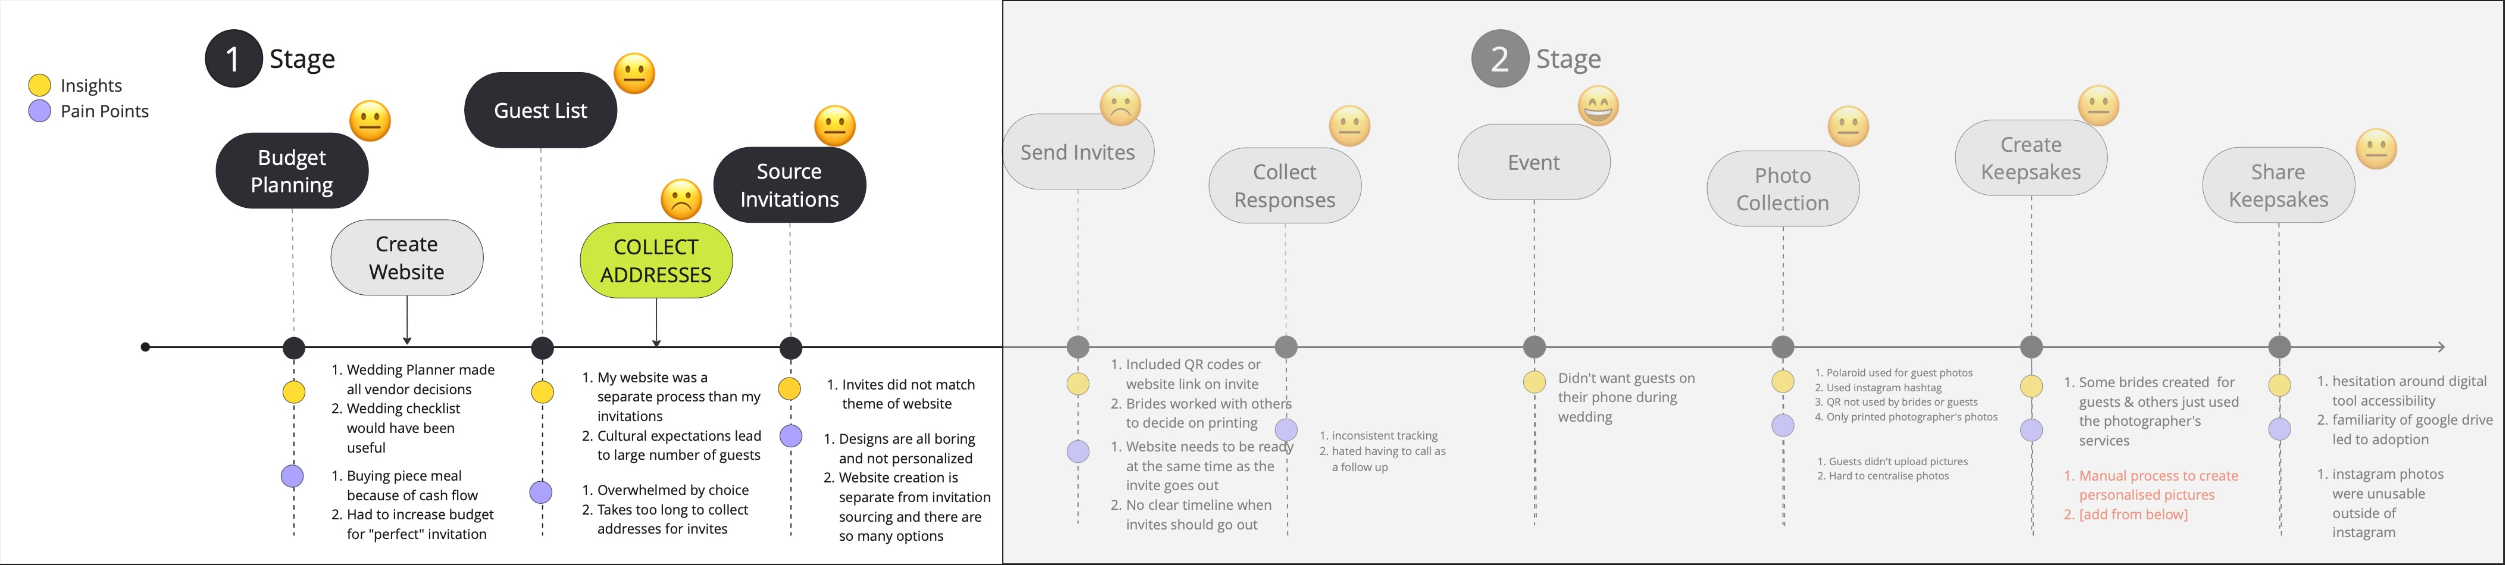 1 Stage
Insights
Pain Points
Budget
Planning
Create
Website
Guest List
COLLECT
ADDRESSES
Source
Invitations
1. Wedding Planner made
all vendor decisions
2. Wedding checklist
would have been
useful
1. Buying piece meal
because of cash flow
2. Had to increase budget
for "perfect" invitation
1. My website was a
separate process than my
invitations
2. Cultural expectations lead
to large number of guests
1. Overwhelmed by choice
2. Takes too long to collect
addresses for invites
1. Invites did not match
theme of website
1. Designs are all boring
and not personalized
2. Website creation is
separate from invitation
sourcing and there are
so many options
2 Stage
Send Invites
Collect
Responses
Event
Photo
Collection
Create
Keepsakes
Share
Keepsakes
1. Included QR codes or
website link on invite
2. Brides worked with others
to decide on printing
1. Website needs to be ready
at the same time as the
invite goes out
2. No clear timeline when
invites should go out
1. inconsistent tracking
2. hated having to call as
a follow up
Didn't want guests on
their phone during
wedding
1. Polaroid used for guest photos
2. Used instagram hashtag
3. QR not used by brides or guests
4. Only printed photographer's photos
1. Guests didn't upload pictures
2. Hard to centralise photos
1. Some brides created for
guests & others just used
the photographer's
services
1. Manual process to create
personalised pictures
2. [add from below]
1. hesitation around digital
tool accessibility
2. familiarity of google drive
led to adoption
1. instagram photos
were unusable
outside of
instagram